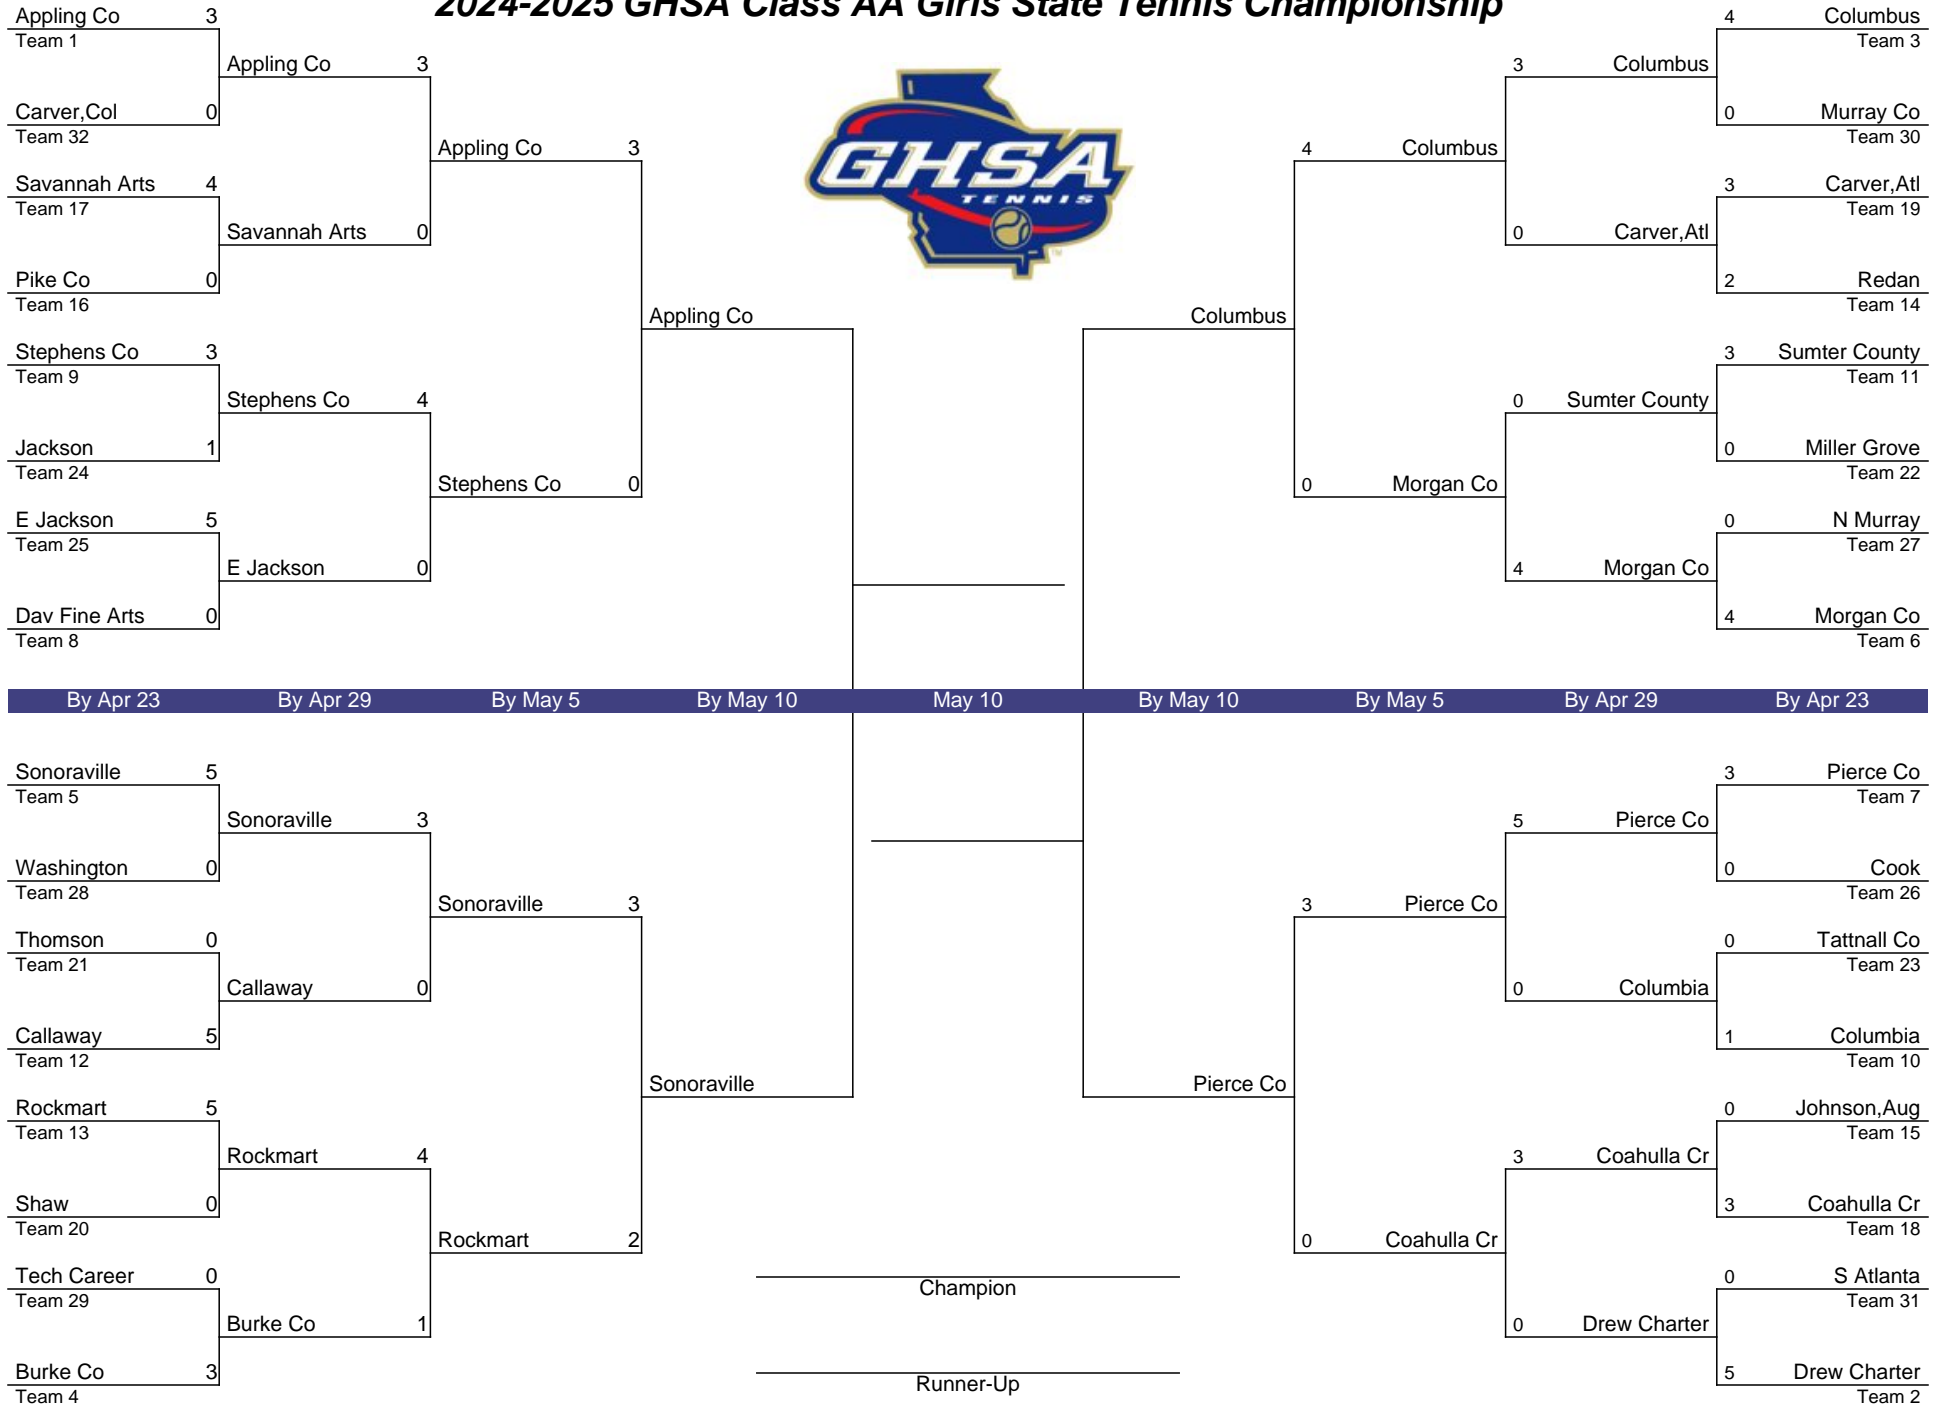 2024-2025 GHSA Class AA Girls State Tennis Championship
Appling Co 3
Team 1
Carver,Col 0
Team 32
Savannah Arts 4
Team 17
Pike Co 0
Team 16
Stephens Co 3
Team 9
Jackson 1
Team 24
E Jackson 5
Team 25
Dav Fine Arts 0
Team 8
Appling Co 3
Savannah Arts 0
Stephens Co 4
E Jackson 0
Appling Co 3
Stephens Co 0
Appling Co
GHSA
TENNIS
TM
Columbus
4 Columbus
0 Morgan Co
3 Columbus
0 Carver,Atl
0 Sumter County
4 Morgan Co
4 Columbus
Team 3
0 Murray Co
Team 30
3 Carver,Atl
Team 19
2 Redan
Team 14
3 Sumter County
Team 11
0 Miller Grove
Team 22
0 N Murray
Team 27
4 Morgan Co
Team 6
By Apr 23 By Apr 29 By May 5 By May 10 May 10 By May 10 By May 5 By Apr 29 By Apr 23
Sonoraville 5
Team 5
Washington 0
Team 28
Thomson 0
Team 21
Callaway 5
Team 12
Rockmart 5
Team 13
Shaw 0
Team 20
Tech Career 0
Team 29
Burke Co 3
Team 4
Sonoraville 3
Callaway 0
Rockmart 4
Burke Co 1
Sonoraville 3
Rockmart 2
Sonoraville
Champion
Runner-Up
Pierce Co
3 Pierce Co
0 Coahulla Cr
5 Pierce Co
0 Columbia
3 Coahulla Cr
0 Drew Charter
3 Pierce Co
Team 7
0 Cook
Team 26
0 Tattnall Co
Team 23
1 Columbia
Team 10
0 Johnson,Aug
Team 15
3 Coahulla Cr
Team 18
0 S Atlanta
Team 31
5 Drew Charter
Team 2